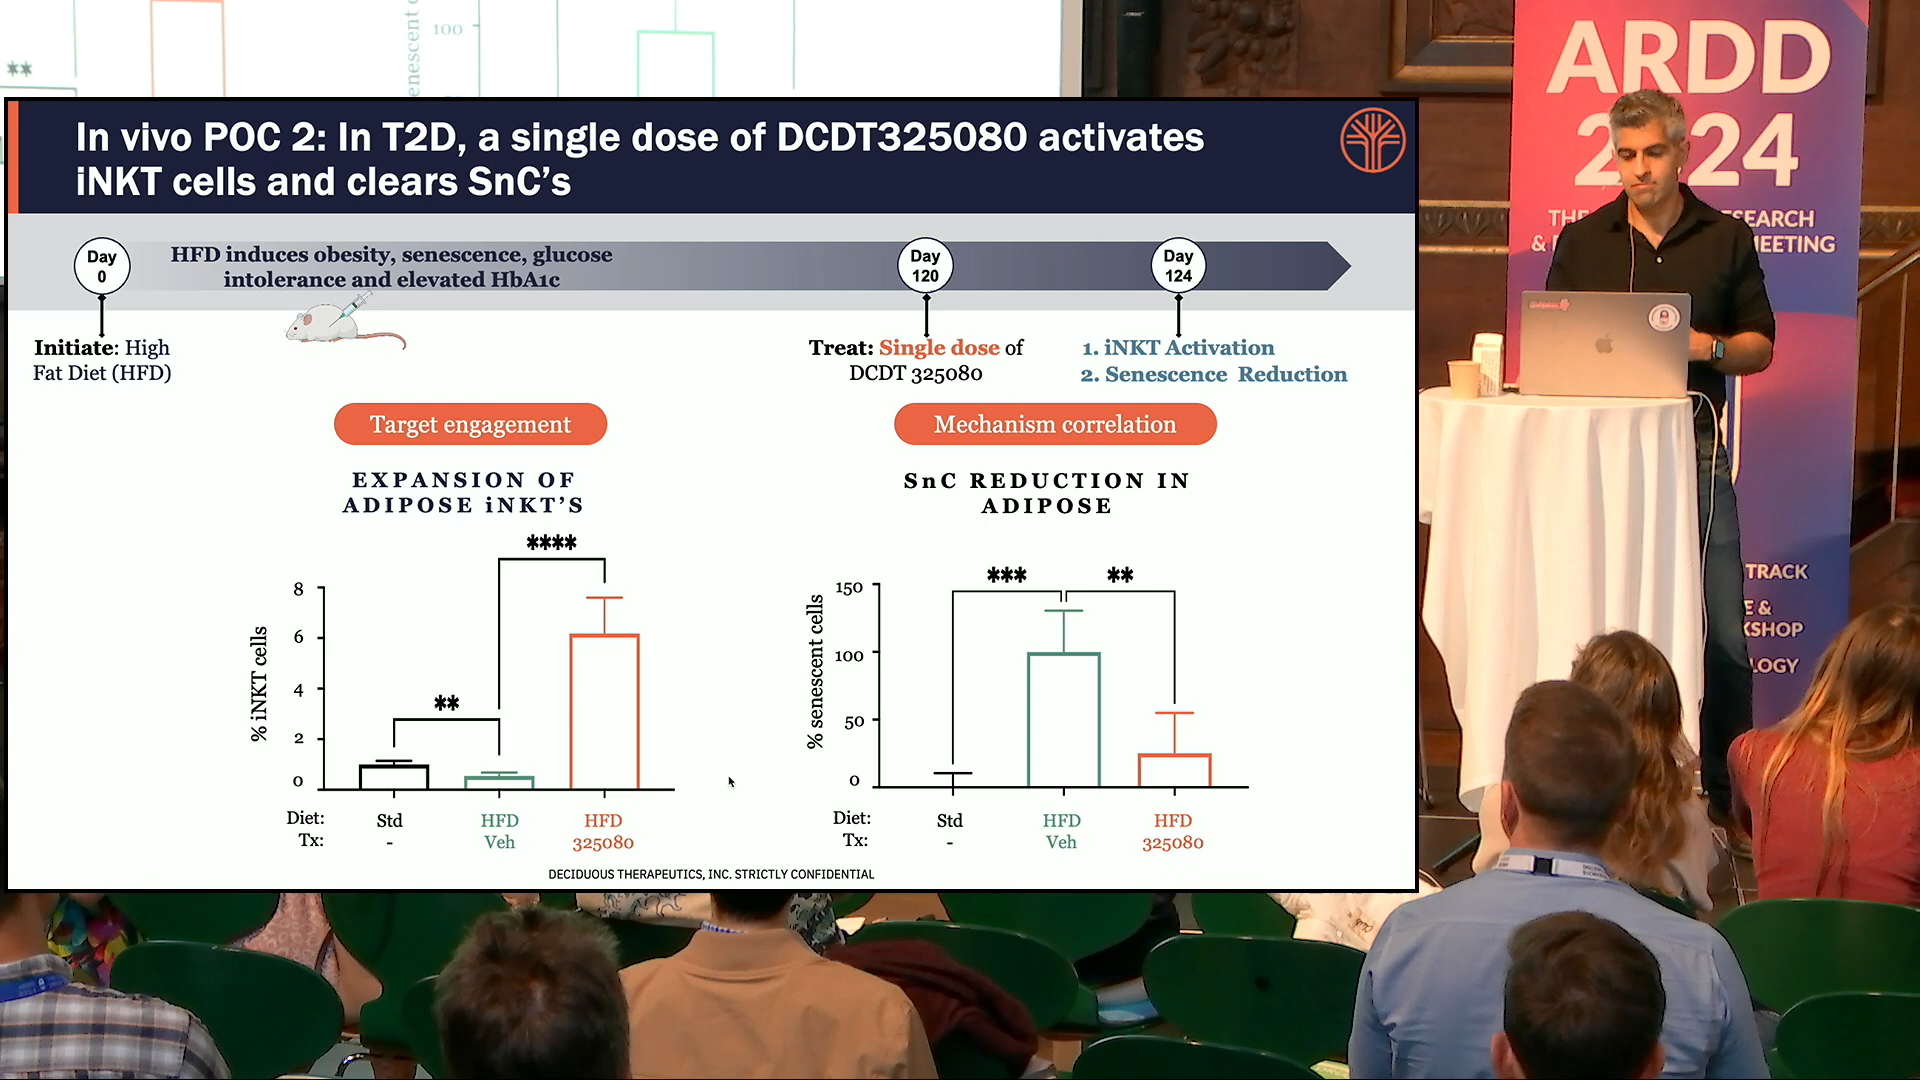 100
**
ARDD
In vivo POC 2: In T2D, a single dose of DCDT325080 activates
iNKT cells and clears SnC's
Day
0
HFD induces obesity, senescence, glucose
intolerance and elevated HbA1c
Day
120
Day
124
Initiate: High
Fat Diet (HFD)
Treat: Single dose of
DCDT 325080
1. iNKT Activation
2. Senescence Reduction
Target engagement
Mechanism correlation
EXPANSION OF
ADIPOSE iNKT'S
SnC REDUCTION IN
ADIPOSE
% iNKT cells
8
6
4
2
0
**
****
Diet:
Std
HFD
HFD
Tx:
-
Veh
325080
% senescent cells
150
100
50
0
***
**
Diet:
Std
HFD
HFD
Tx:
-
Veh
325080
DECIDUOUS THERAPEUTICS, INC. STRICTLY CONFIDENTIAL
24
TRACK